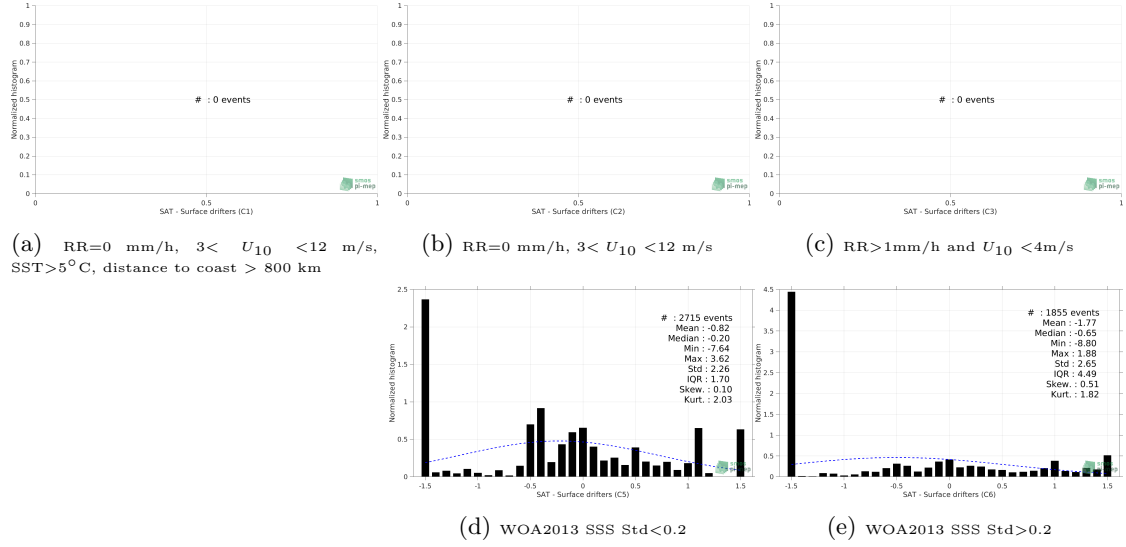 1
0.9
0.8
0.7
0.6
0.5
0.4
0.3
0.2
0.1
0
Normalized histogram
# : 0 events
smos
pi-mep
0 0.5 1
SAT - Surface drifters (C1)
(a) RR=0 mm/h, 3< U10 <12 m/s,
SST>5°C, distance to coast > 800 km
1
0.9
0.8
0.7
0.6
0.5
0.4
0.3
0.2
0.1
0
Normalized histogram
# : 0 events
smos
pi-mep
0 0.5 1
SAT - Surface drifters (C2)
(b) RR=0 mm/h, 3< U10 <12 m/s
1
0.9
0.8
0.7
0.6
0.5
0.4
0.3
0.2
0.1
0
Normalized histogram
# : 0 events
smos
pi-mep
0 0.5 1
SAT - Surface drifters (C3)
(c) RR>1mm/h and U10 <4m/s
2.5
2
1.5
1
0.5
0
Normalized histogram
# : 2715 events
Mean : -0.82
Median : -0.20
Min : -7.64
Max : 3.62
Std : 2.26
IQR : 1.70
Skew. : 0.10
Kurt. : 2.03
smos
pi-mep
-1.5 -1 -0.5 0 0.5 1 1.5
SAT - Surface drifters (C5)
(d) WOA2013 SSS Std<0.2
4.5
4
3.5
3
2.5
2
1.5
1
0.5
0
Normalized histogram
# : 1855 events
Mean : -1.77
Median : -0.65
Min : -8.80
Max : 1.88
Std : 2.65
IQR : 4.49
Skew. : 0.51
Kurt. : 1.82
smos
pi-mep
-1.5 -1 -0.5 0 0.5 1 1.5
SAT - Surface drifters (C6)
(e) WOA2013 SSS Std>0.2